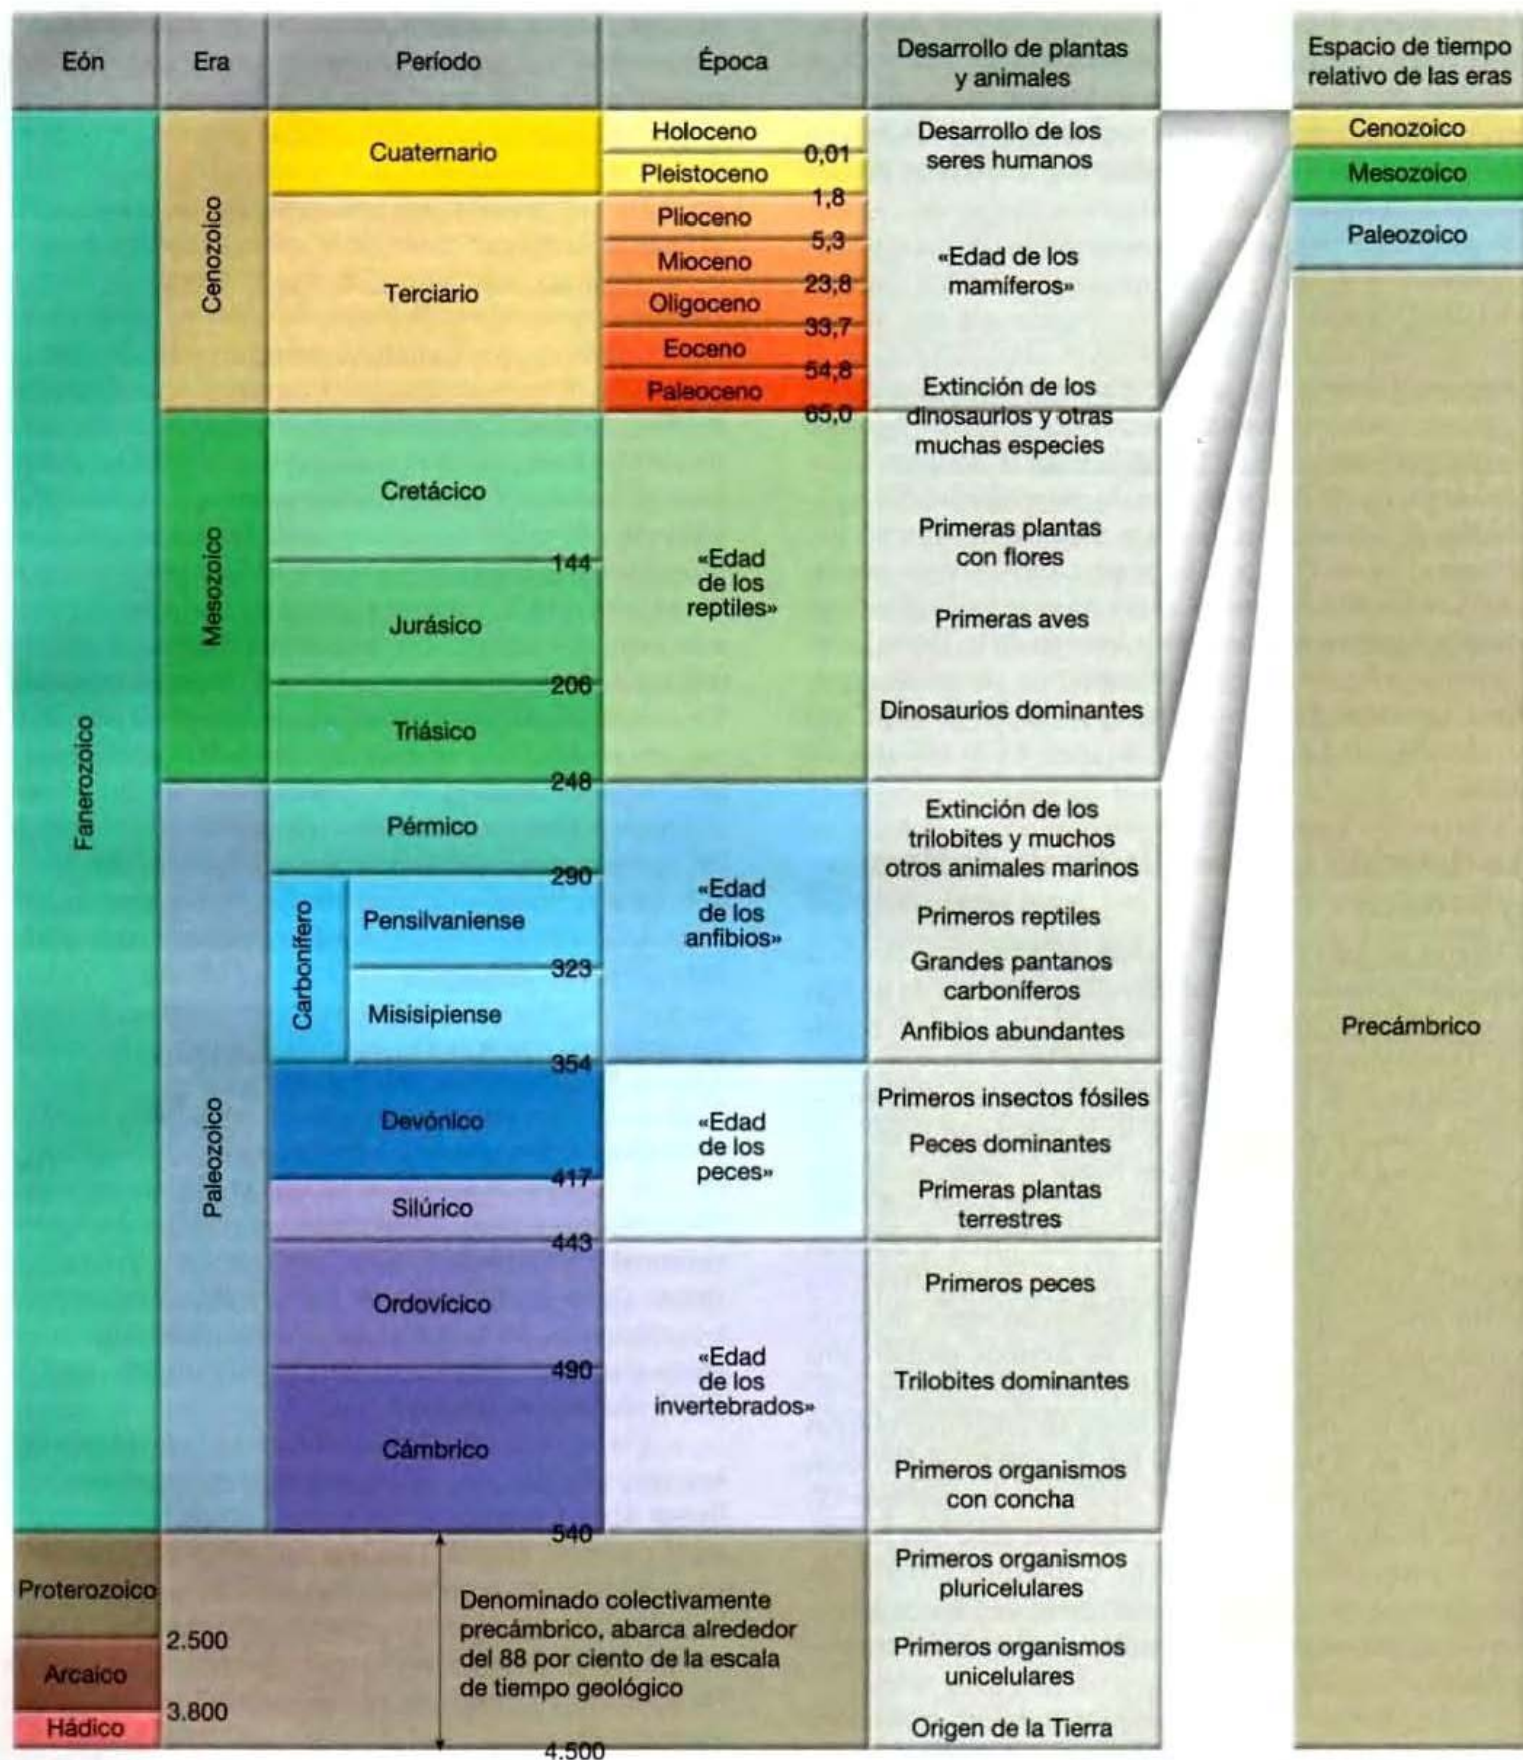 Eón
Era
Período
Época
Desarrollo de plantas
y animales
Espacio de tiempo
relativo de las eras
Fanerozoico
Cenozoico
Cuaternario
Holoceno
0,01
Pleistoceno
1,8
Terciario
Plioceno
5,3
Mioceno
23,8
Oligoceno
33,7
Eoceno
54,8
Paleoceno
65,0
Desarrollo de los
seres humanos
«Edad de los
mamíferos»
Extinción de los
dinosaurios y otras
muchas especies
Mesozoico
Cretácico
144
Jurásico
206
Triásico
248
«Edad
de los
reptiles»
Primeras plantas
con flores
Primeras aves
Dinosaurios dominantes
Paleozoico
Pérmico
290
Carbonífero
Pensilvaniense
323
Misisipiense
354
«Edad
de los
anfibios»
Extinción de los
trilobites y muchos
otros animales marinos
Primeros reptiles
Grandes pantanos
carboníferos
Anfibios abundantes
Devónico
417
Silúrico
443
«Edad
de los
peces»
Primeros insectos fósiles
Peces dominantes
Primeras plantas
terrestres
Ordovícico
490
Cámbrico
540
«Edad
de los
invertebrados»
Primeros peces
Trilobites dominantes
Primeros organismos
con concha
Proterozoico
2.500
Arcaico
3.800
Hádico
Denominado colectivamente
precámbrico, abarca alrededor
del 88 por ciento de la escala
de tiempo geológico
4.500
Primeros organismos
pluricelulares
Primeros organismos
unicelulares
Origen de la Tierra
Cenozoico
Mesozoico
Paleozoico
Precámbrico